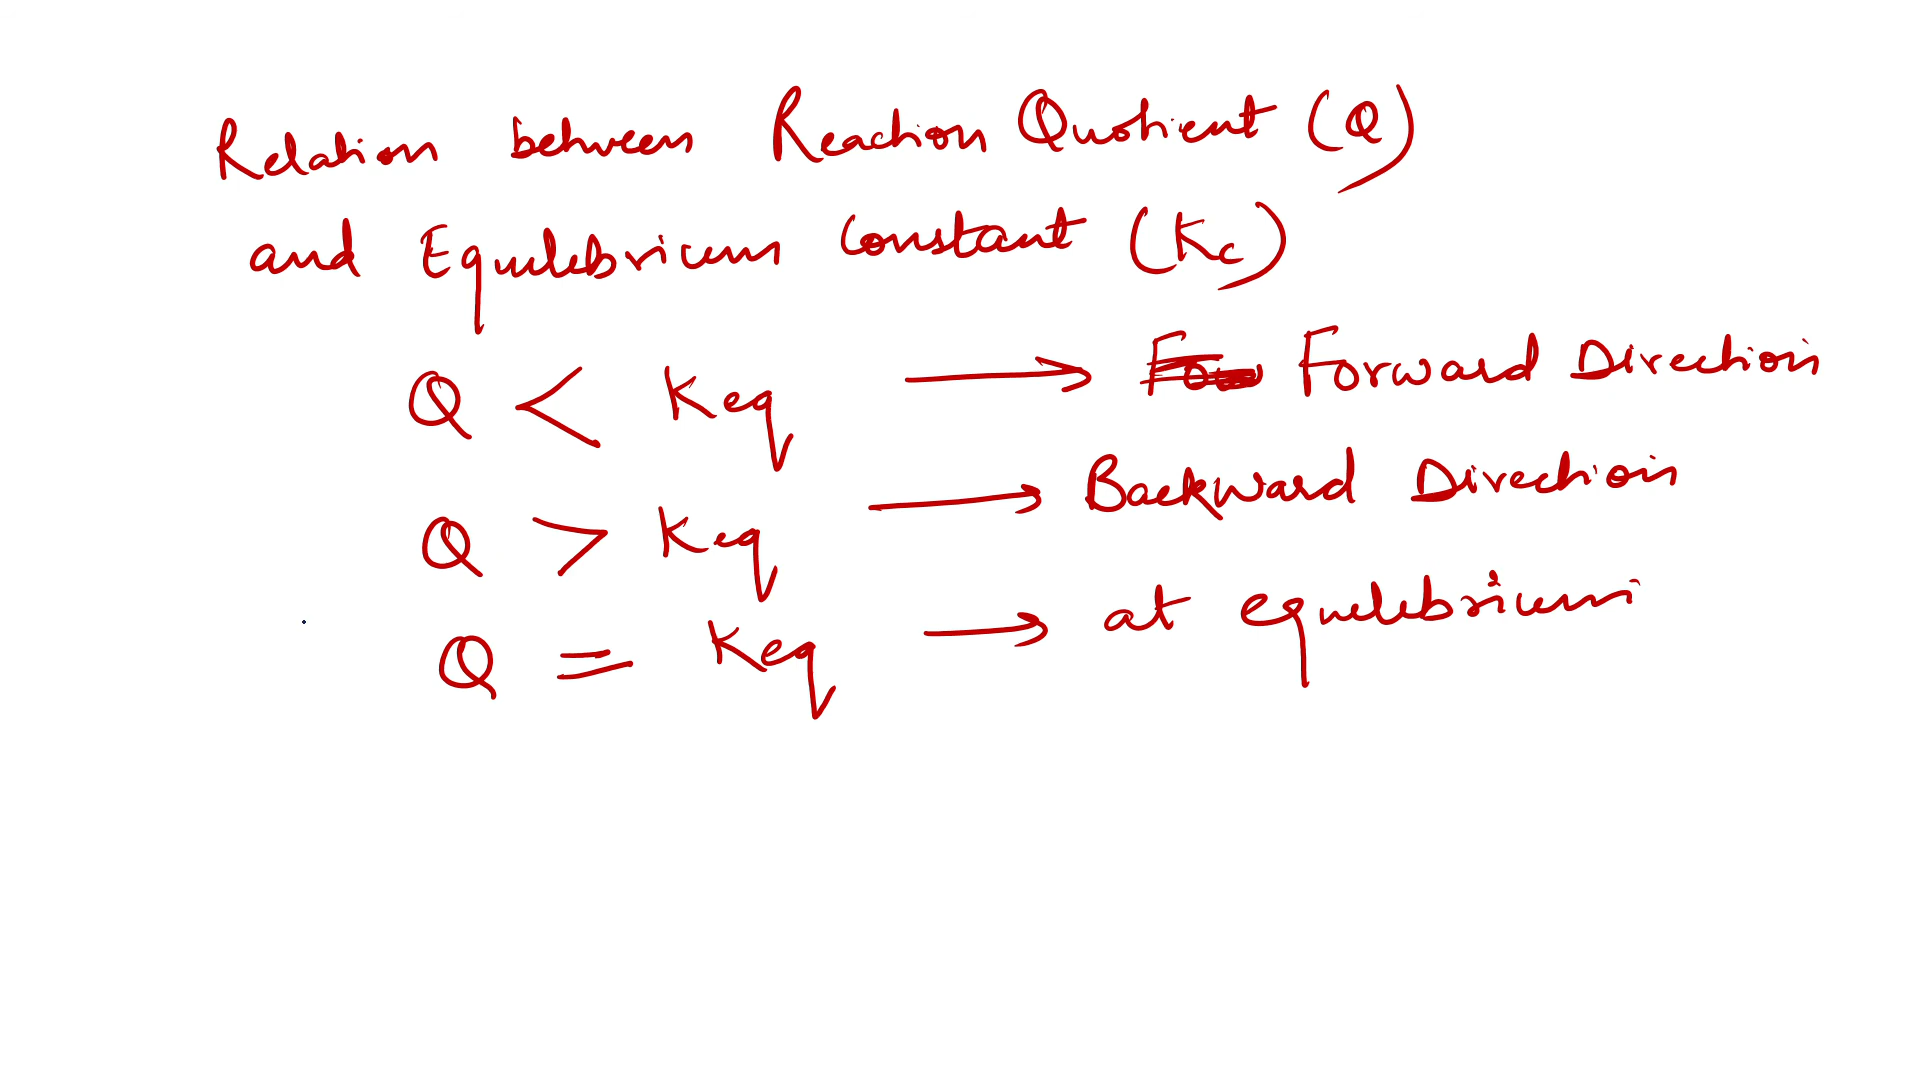 Relation between Reaction Quotient (Q)
and Equilibrium Constant (Kc)
Q < Keq → Forward Direction
Q > Keq → Backward Direction
Q = Keq → at equilibrium